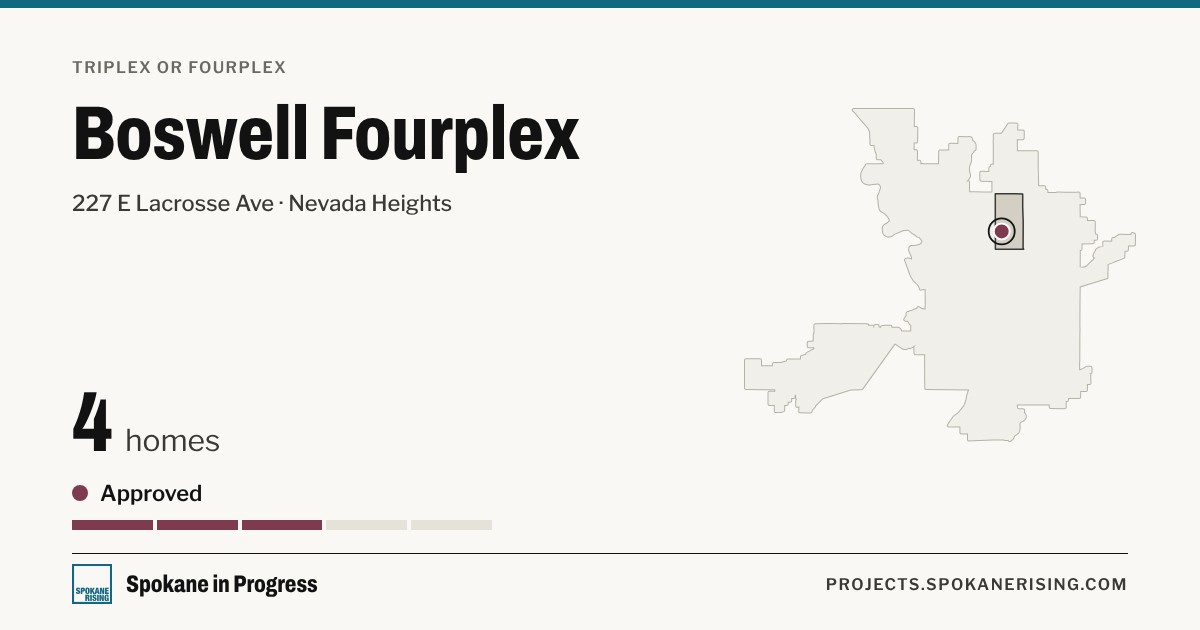 TRIPLEX OR FOURPLEX
Boswell Fourplex
227 E Lacrosse Ave · Nevada Heights
4 homes
Approved
SPOKANE
RISING
Spokane in Progress
PROJECTS.SPOKANERISING.COM